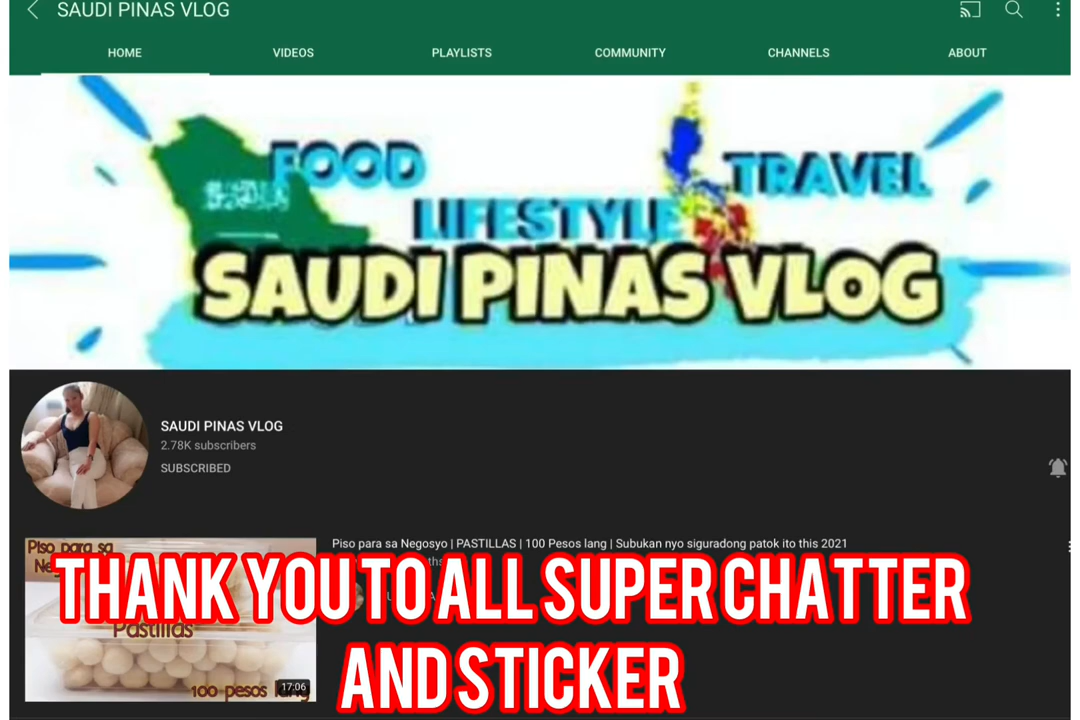 SAUDI PINAS VLOG
HOME VIDEOS PLAYLISTS COMMUNITY CHANNELS ABOUT
FOOD
TRAVEL
LIFESTYLE
SAUDI PINAS VLOG
SAUDI PINAS VLOG
2.78K subscribers
SUBSCRIBED
Piso para sa Negosyo | PASTILLAS | 100 Pesos lang | Subukan nyo siguradong patok ito this 2021
Piso para sa
THANK YOU TO ALL SUPER CHATTER
Pastillas
AND STICKER
100 pesos
17:06